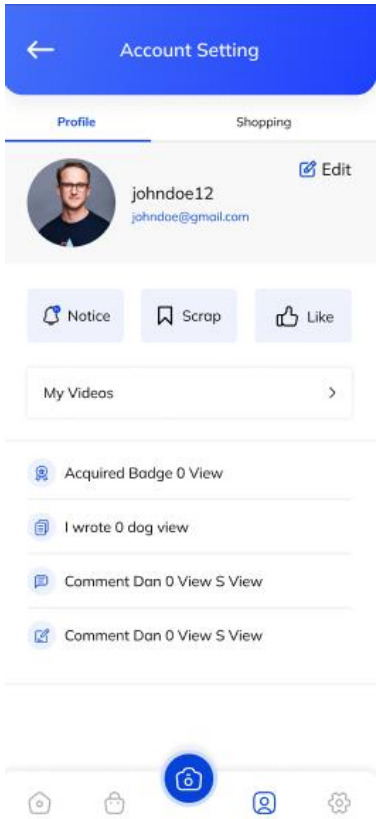 Account Setting
Profile
Shopping
Edit
johndoe12
johndoe@gmail.com
Notice
Scrap
Like
My Videos
Acquired Badge 0 View
I wrote 0 dog view
Comment Dan 0 View S View
Comment Dan 0 View S View